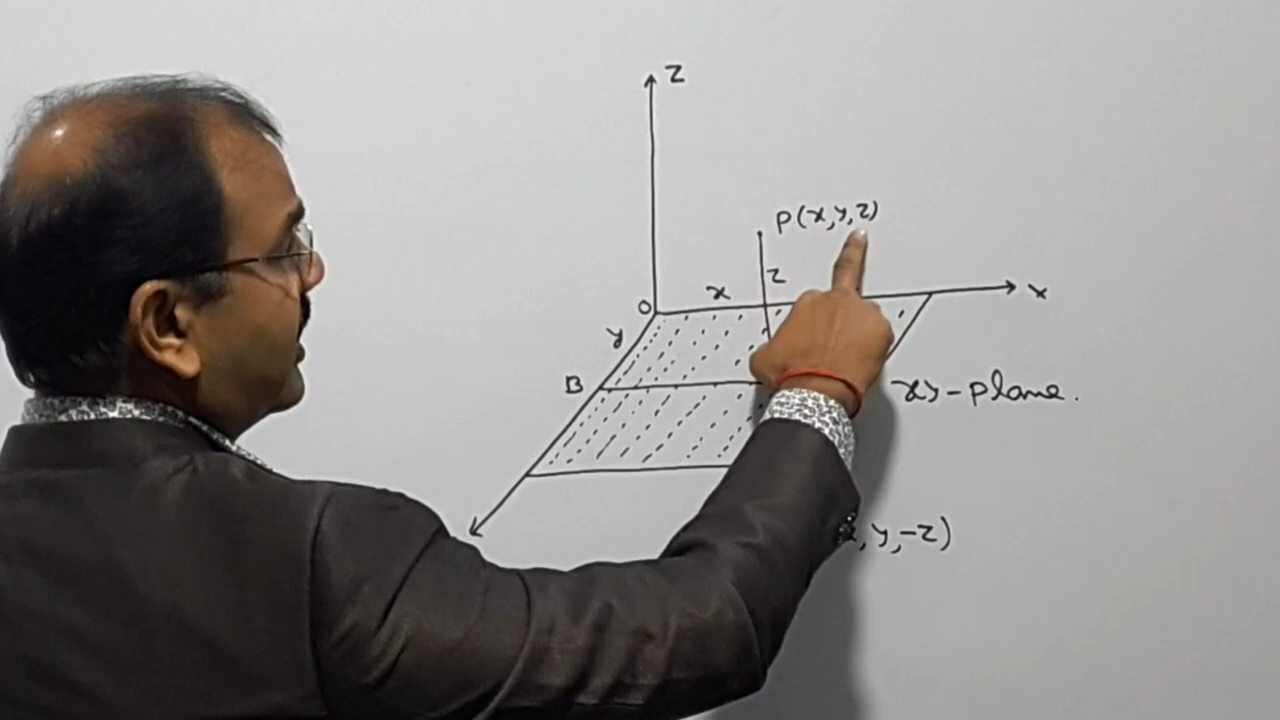 Z
P(x,y,z)
z
x
O
X
y
B
xy-plane.
x,y,-z)